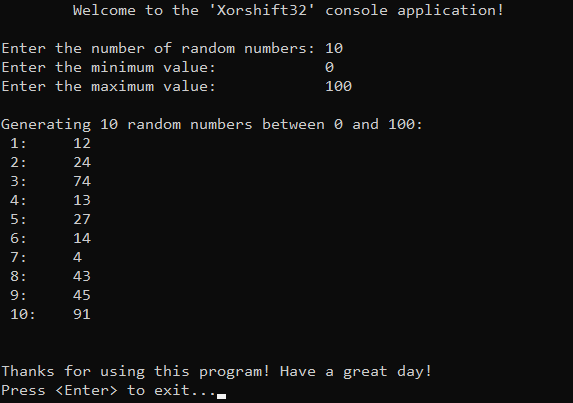 Welcome to the 'Xorshift32' console application!
Enter the number of random numbers: 10
Enter the minimum value: 0
Enter the maximum value: 100
Generating 10 random numbers between 0 and 100:
1: 12
2: 24
3: 74
4: 13
5: 27
6: 14
7: 4
8: 43
9: 45
10: 91
Thanks for using this program! Have a great day!
Press <Enter> to exit...